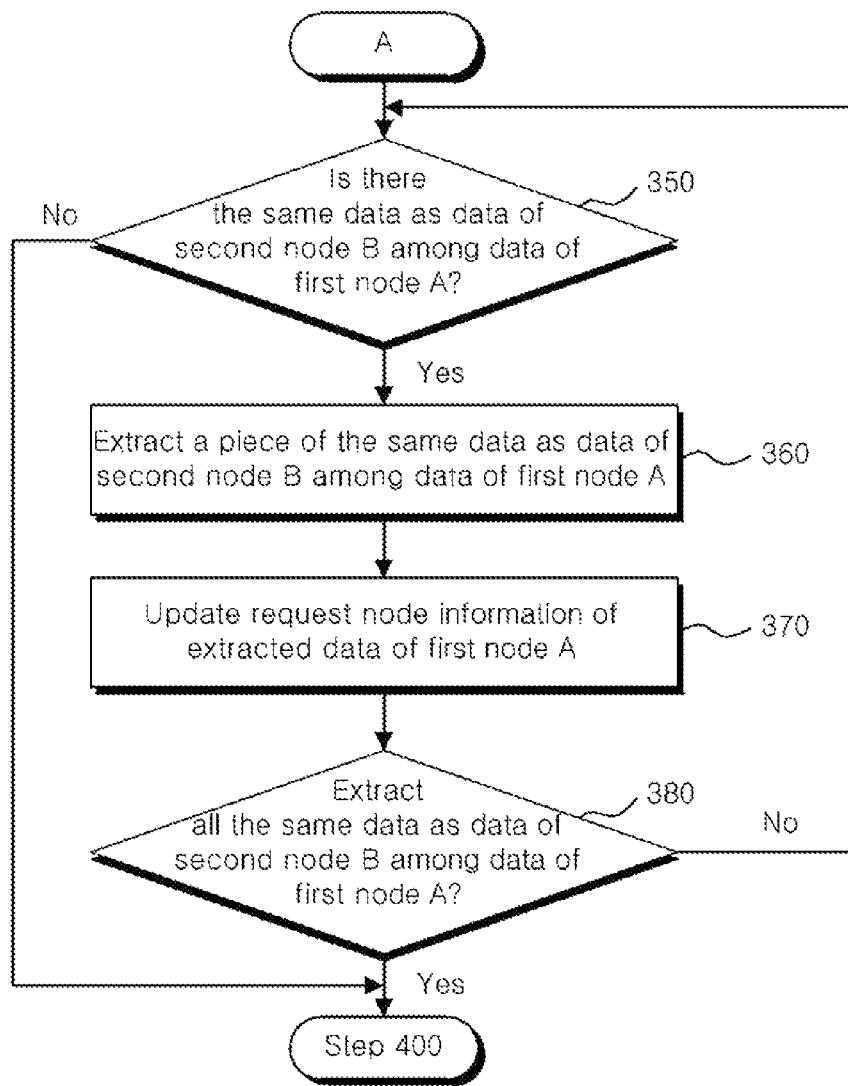 A
Is there
the same data as data of
second node B among data of
first node A?
350
No
Yes
Extract a piece of the same data as data of
second node B among data of first node A
360
Update request node information of
extracted data of first node A
370
Extract
all the same data as data of
second node B among data of
first node A?
380
No
Yes
Step 400